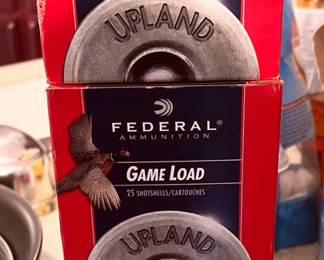 UPLAND
FEDERAL
AMMUNITION
GAME LOAD
25 SHOTSHELLS/CARTOUCHES
UPLAND